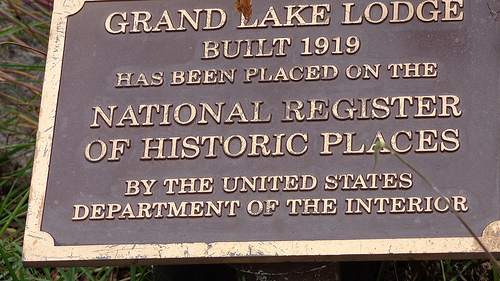 GRAND LAKE LODGE
BUILT 1919
HAS BEEN PLACED ON THE
NATIONAL REGISTER
OF HISTORIC PLACES
BY THE UNITED STATES
DEPARTMENT OF THE INTERIOR